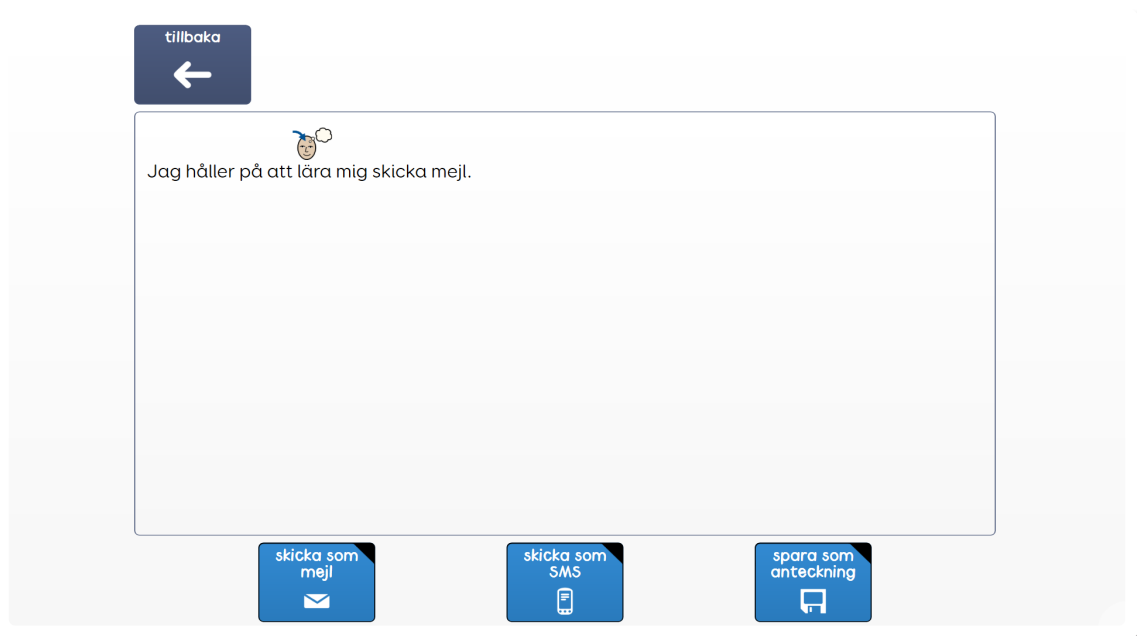 tillbaka
Jag håller på att lära mig skicka mejl.
skicka som
mejl
skicka som
SMS
spara som
anteckning